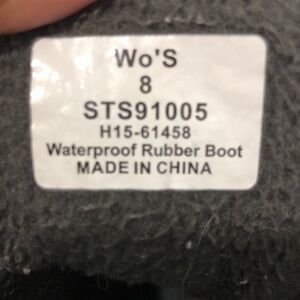 Wo'S
8
STS91005
H15-61458
Waterproof Rubber Boot
MADE IN CHINA